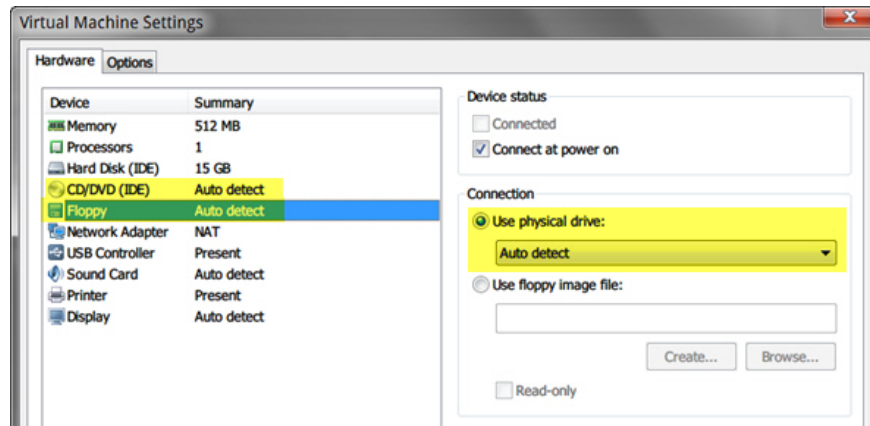 Virtual Machine Settings
Hardware Options
Device Summary
Memory 512 MB
Processors 1
Hard Disk (IDE) 15 GB
CD/DVD (IDE) Auto detect
Floppy Auto detect
Network Adapter NAT
USB Controller Present
Sound Card Auto detect
Printer Present
Display Auto detect
Device status
Connected
Connect at power on
Connection
Use physical drive:
Auto detect
Use floppy image file:
Create... Browse...
Read-only